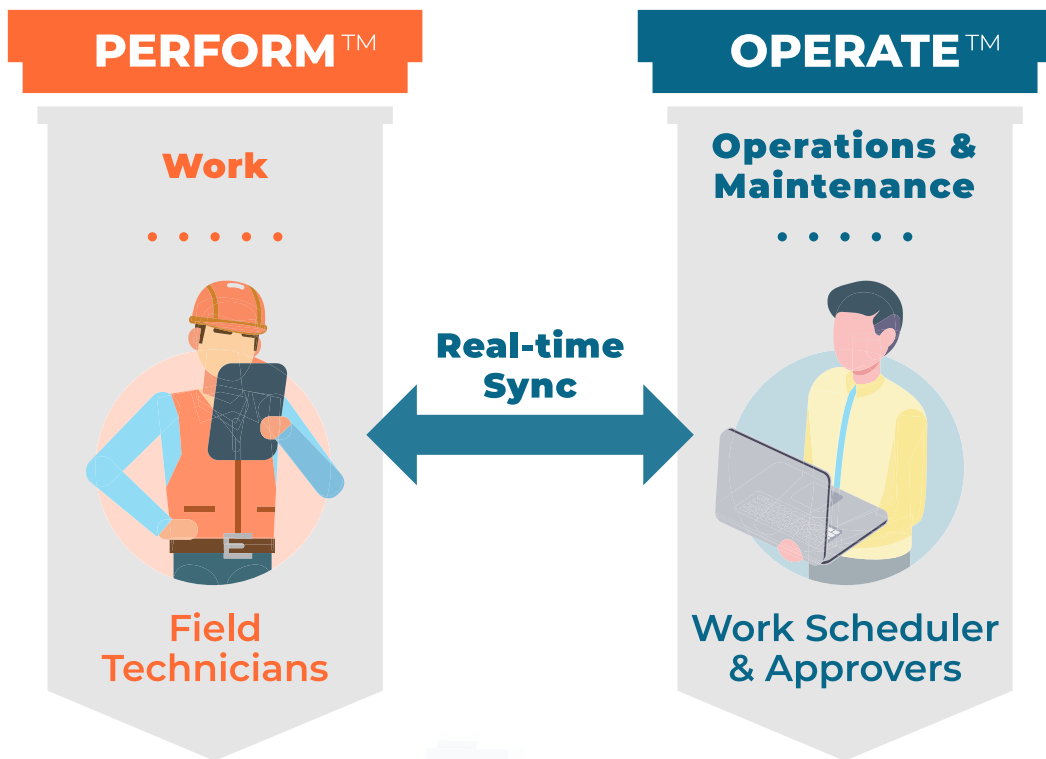 PERFORM™
Work
Field
Technicians
Real-time
Sync
OPERATE™
Operations &
Maintenance
Work Scheduler
& Approvers